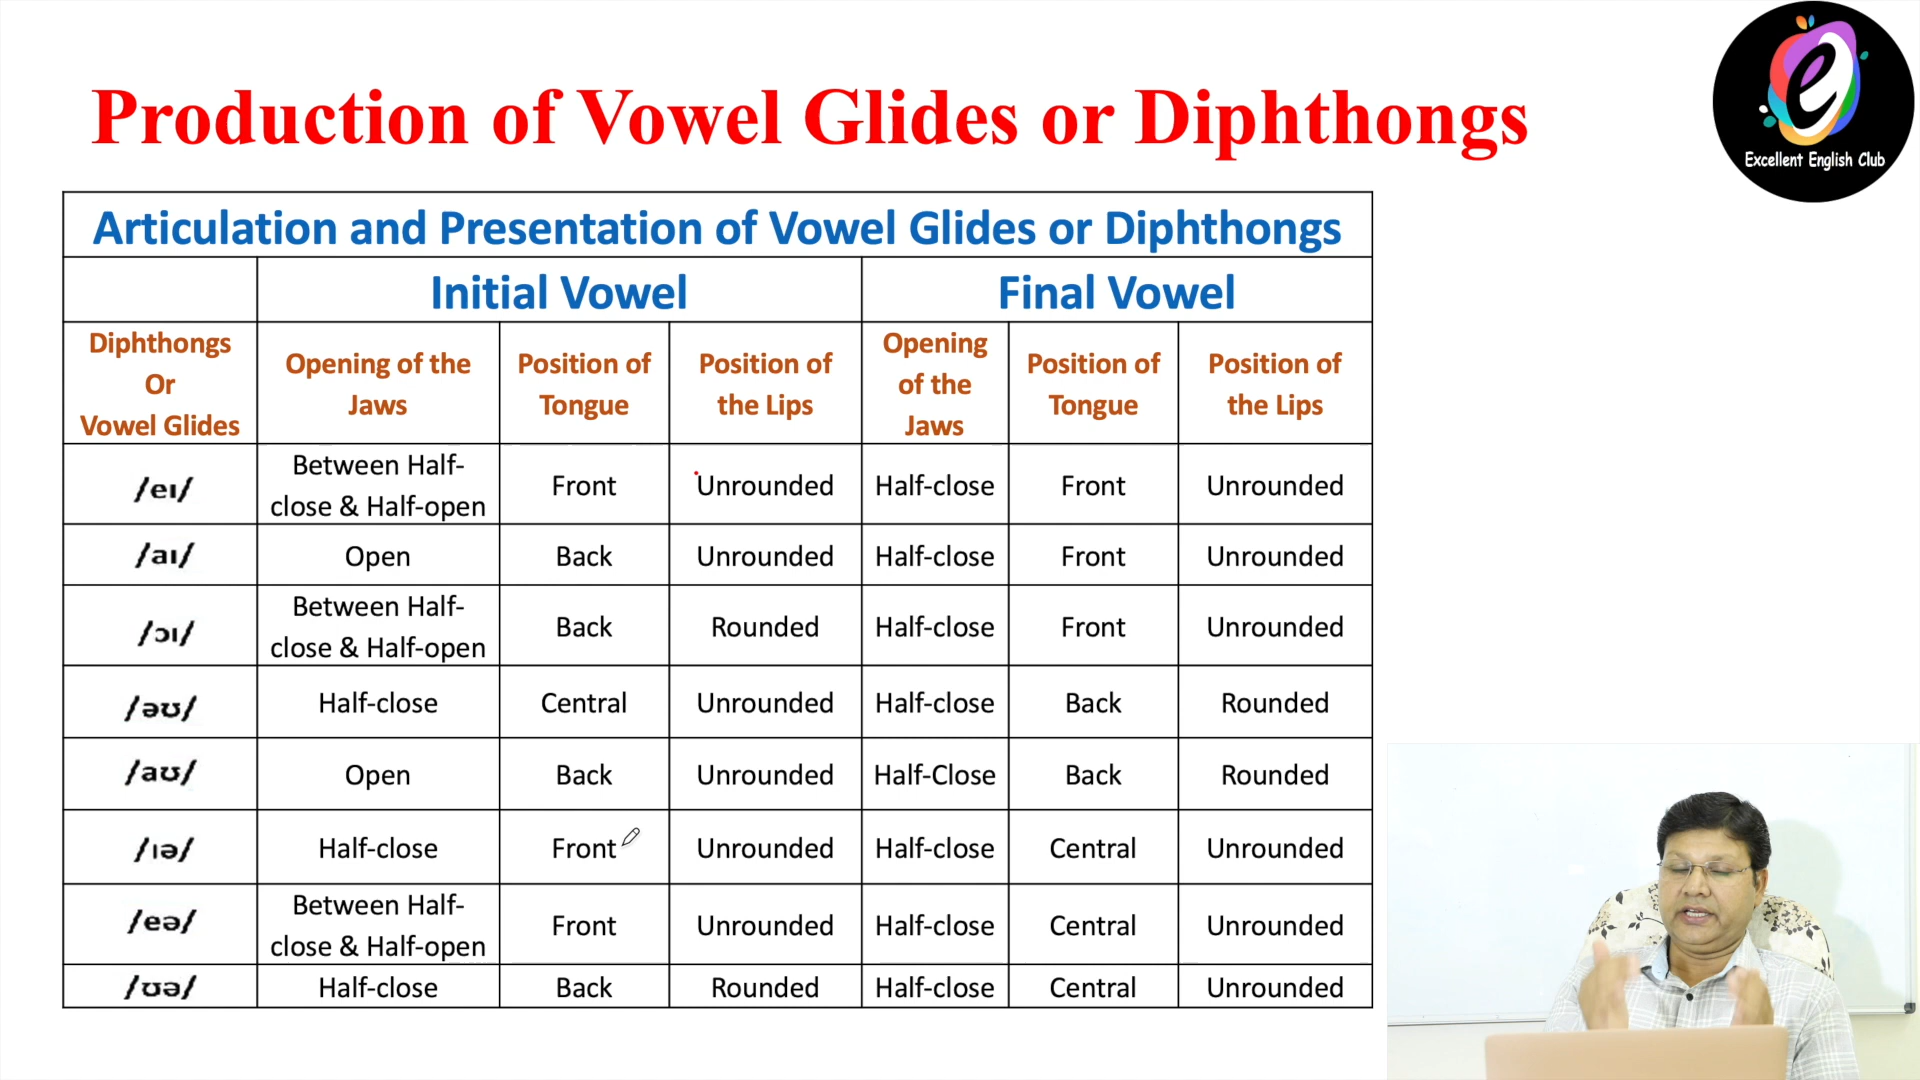 Production of Vowel Glides or Diphthongs
Excellent English Club
Articulation and Presentation of Vowel Glides or Diphthongs
Initial Vowel Final Vowel
Diphthongs
Or
Vowel Glides
Opening of the
Jaws
Position of
Tongue
Position of
the Lips
Opening
of the
Jaws
Position of
Tongue
Position of
the Lips
/eɪ/ Between Half-
close & Half-open Front Unrounded Half-close Front Unrounded
/aɪ/ Open Back Unrounded Half-close Front Unrounded
/ɔɪ/ Between Half-
close & Half-open Back Rounded Half-close Front Unrounded
/əʊ/ Half-close Central Unrounded Half-close Back Rounded
/aʊ/ Open Back Unrounded Half-Close Back Rounded
/ɪə/ Half-close Front Unrounded Half-close Central Unrounded
/eə/ Between Half-
close & Half-open Front Unrounded Half-close Central Unrounded
/ʊə/ Half-close Back Rounded Half-close Central Unrounded